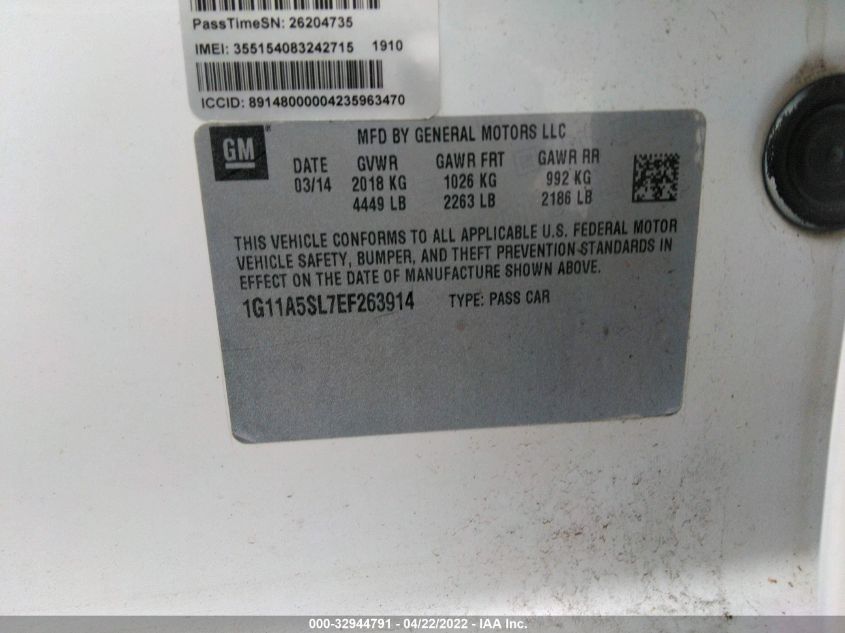 PassTimeSN: 26204735
IMEI: 355154083242715 1910
ICCID: 89148000004235963470
GM®
MFD BY GENERAL MOTORS LLC
DATE GVWR GAWR FRT GAWR RR
03/14 2018 KG 1026 KG 992 KG
4449 LB 2263 LB 2186 LB
THIS VEHICLE CONFORMS TO ALL APPLICABLE U.S. FEDERAL MOTOR
VEHICLE SAFETY, BUMPER, AND THEFT PREVENTION STANDARDS IN
EFFECT ON THE DATE OF MANUFACTURE SHOWN ABOVE.
1G11A5SL7EF263914 TYPE: PASS CAR
000-32944791 - 04/22/2022 - IAA Inc.